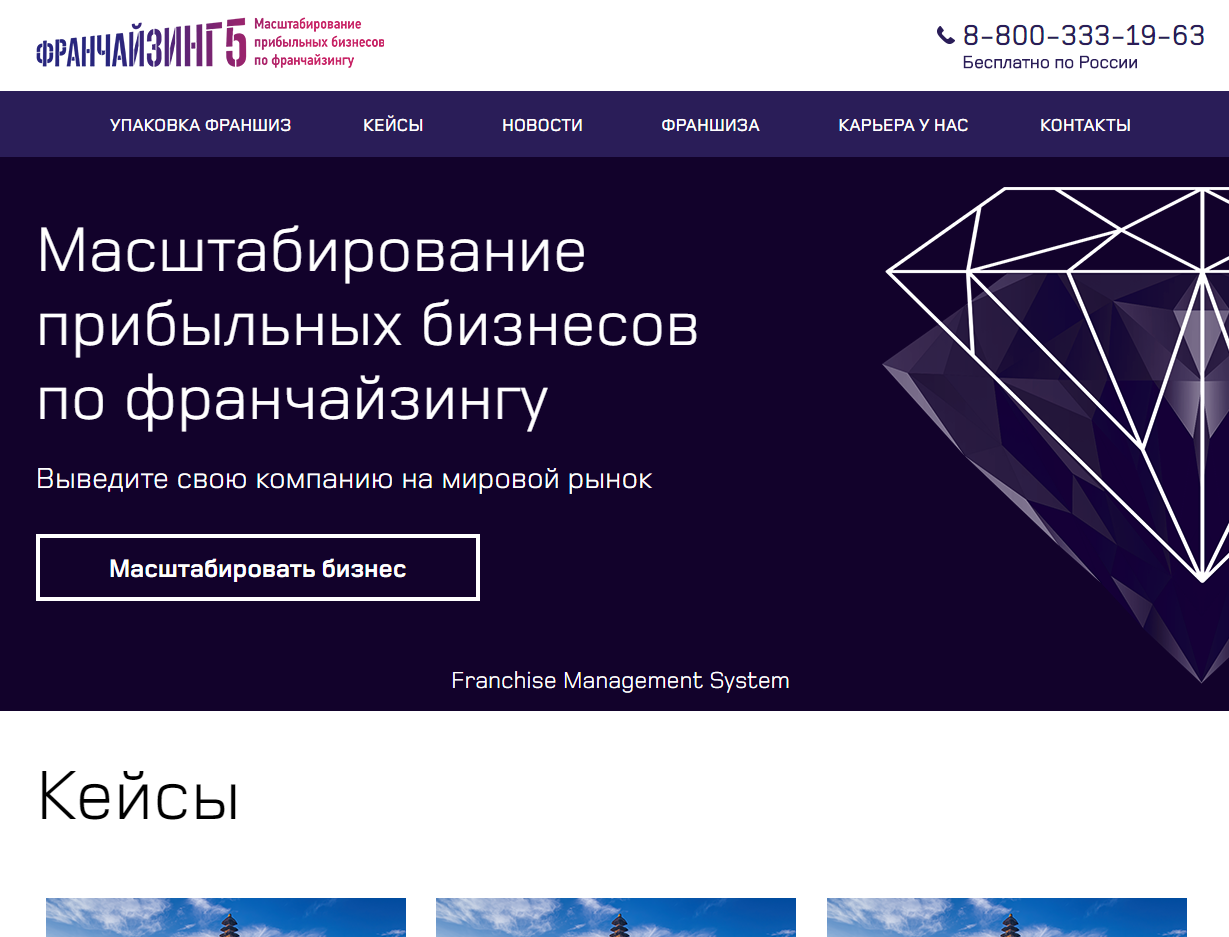 ФРАНЧАЙЗИНГ5
Масштабирование
прибыльных бизнесов
по франчайзингу
8-800-333-19-63
Бесплатно по России
УПАКОВКА ФРАНШИЗ
КЕЙСЫ
НОВОСТИ
ФРАНШИЗА
КАРЬЕРА У НАС
КОНТАКТЫ
Масштабирование
прибыльных бизнесов
по франчайзингу
Выведите свою компанию на мировой рынок
Масштабировать бизнес
Franchise Management System
Кейсы